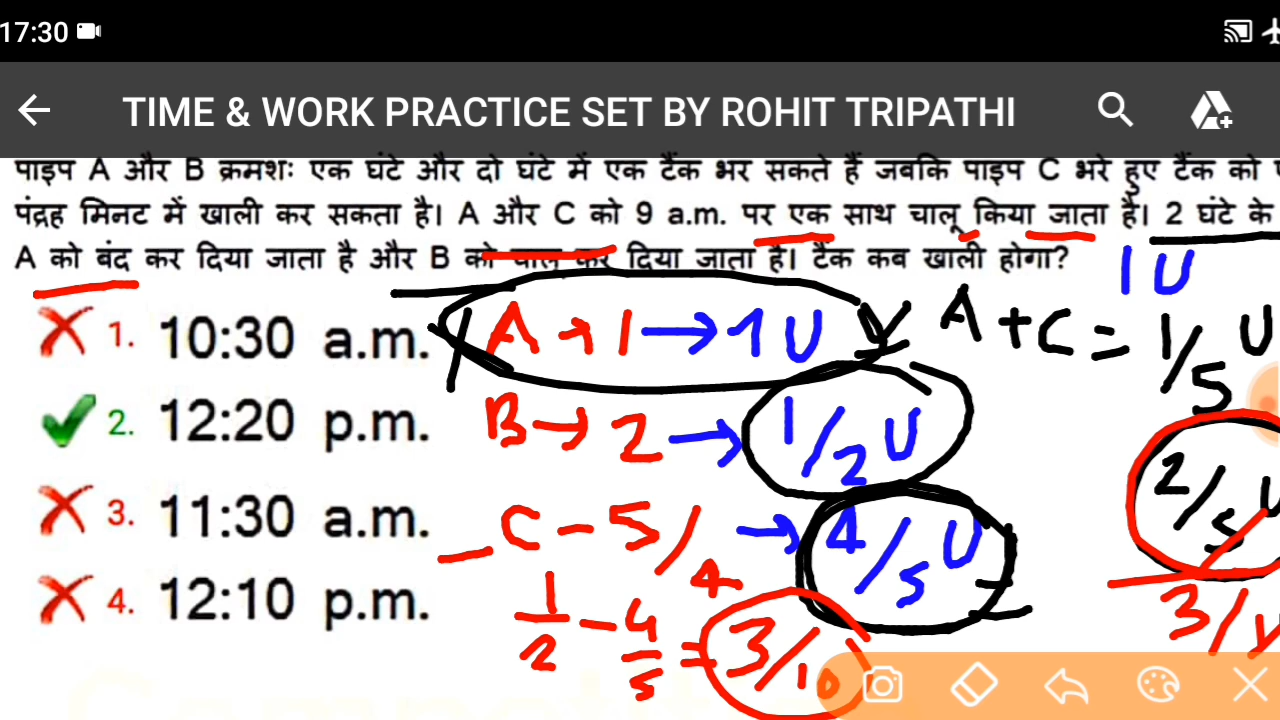 17:30
TIME & WORK PRACTICE SET BY ROHIT TRIPATHI
पाइप A और B क्रमशः एक घंटे और दो घंटे में एक टैंक भर सकते हैं जबकि पाइप C भरे हुए टैंक को
पंद्रह मिनट में खाली कर सकता है। A और C को 9 a.m. पर एक साथ चालू किया जाता है। 2 घंटे के
A को बंद कर दिया जाता है और B को चालू कर दिया जाता है। टैंक कब खाली होगा?
1U
1. 10:30 a.m.
A → 1 → 1U
A + C = 1/5 U
2. 12:20 p.m.
B → 2 → 1/2 U
2/5 U
3. 11:30 a.m.
C - 5/4 → 4/5 U
4. 12:10 p.m.
1/2 - 4/5 = 3/10
3/